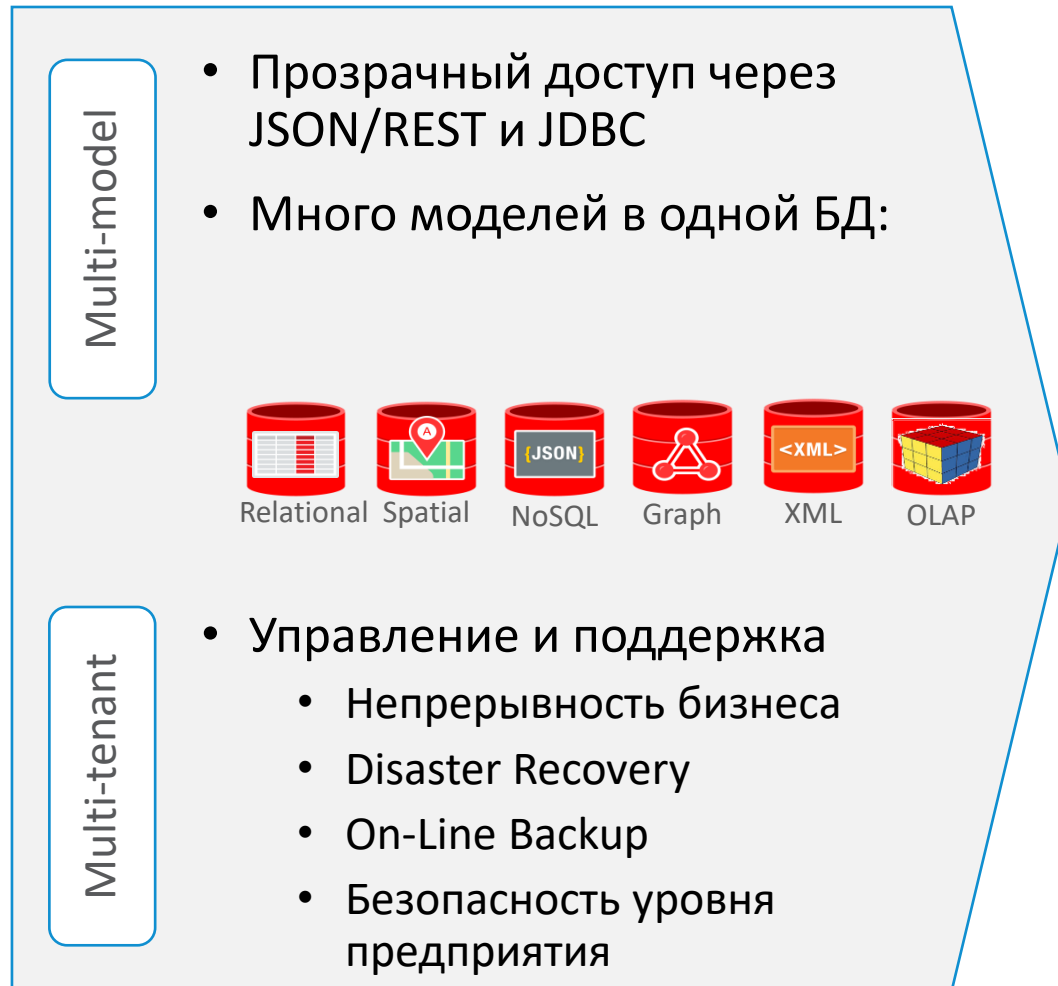 Multi-model
• Прозрачный доступ через
JSON/REST и JDBC
• Много моделей в одной БД:
A
{JSON}
<XML>
Relational Spatial NoSQL Graph XML OLAP
Multi-tenant
• Управление и поддержка
• Непрерывность бизнеса
• Disaster Recovery
• On-Line Backup
• Безопасность уровня
предприятия